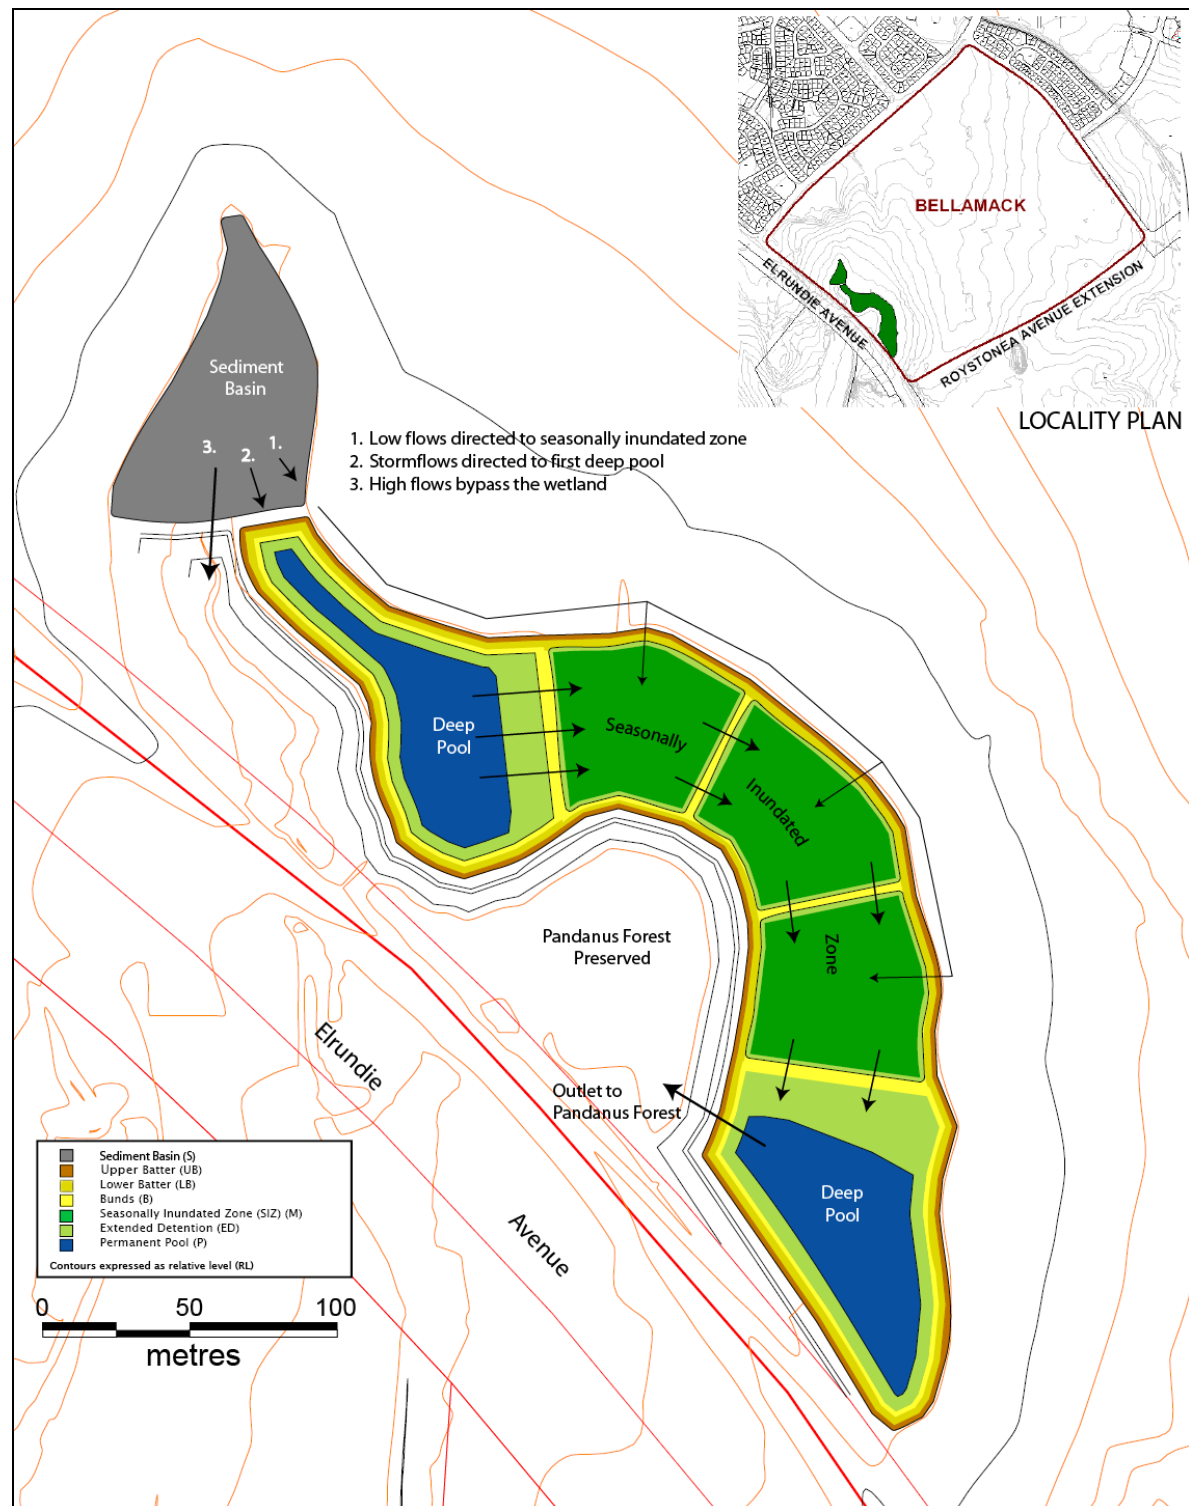 BELLAMACK
ELRUNDIE AVENUE
ROYSTONEA AVENUE EXTENSION
LOCALITY PLAN
Sediment
Basin
3.
2.
1.
1. Low flows directed to seasonally inundated zone
2. Stormflows directed to first deep pool
3. High flows bypass the wetland
Deep
Pool
Seasonally
Inundated
Zone
Pandanus Forest
Preserved
Outlet to
Pandanus Forest
Deep
Pool
Elrundie
Avenue
Sediment Basin (S)
Upper Batter (UB)
Lower Batter (LB)
Bunds (B)
Seasonally Inundated Zone (SIZ) (M)
Extended Detention (ED)
Permanent Pool (P)
Contours expressed as relative level (RL)
0 50 100
metres